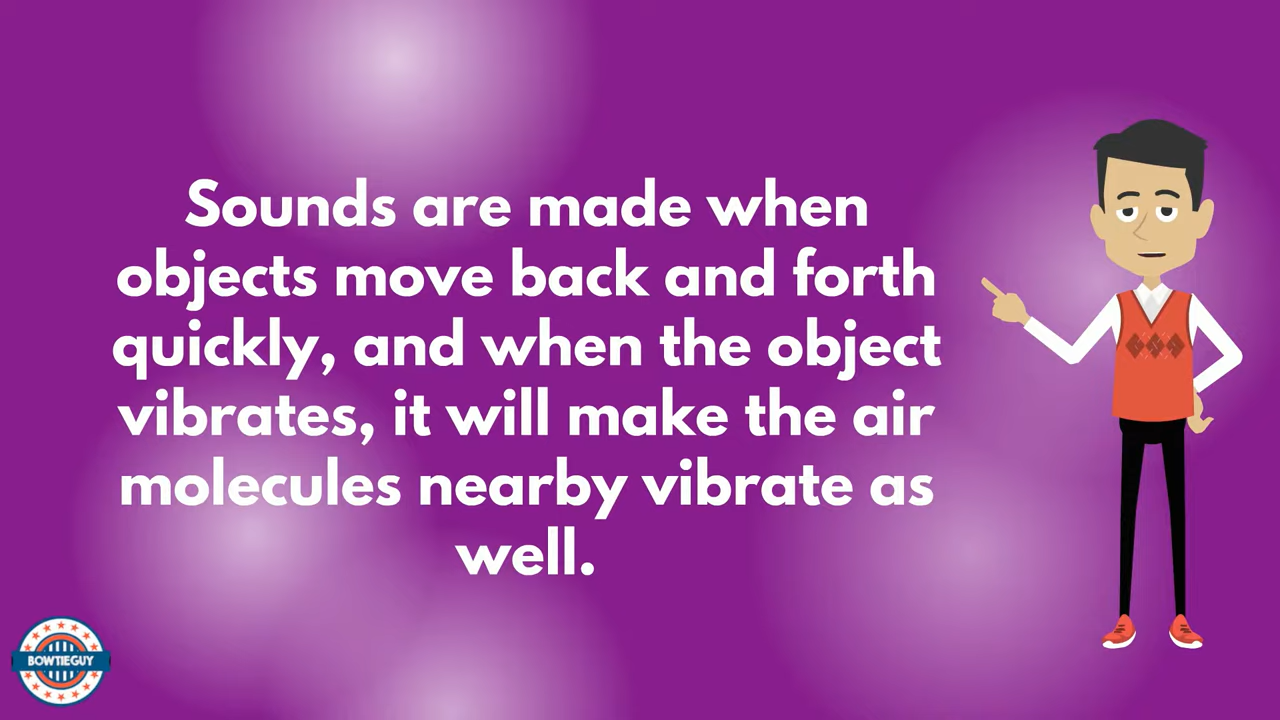 Sounds are made when
objects move back and forth
quickly, and when the object
vibrates, it will make the air
molecules nearby vibrate as
well.
BOWTIEGUY